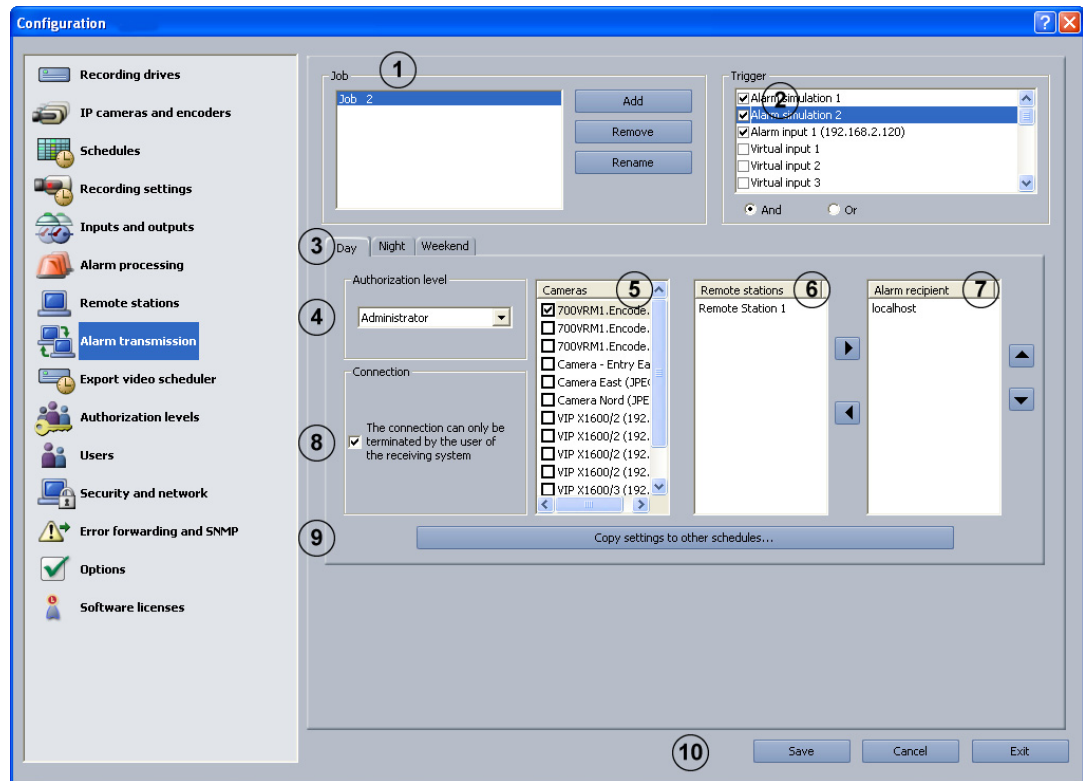 Configuration
Recording drives
IP cameras and encoders
Schedules
Recording settings
Inputs and outputs
Alarm processing
Remote stations
Alarm transmission
Export video scheduler
Authorization levels
Users
Security and network
Error forwarding and SNMP
Options
Software licenses
Job
1
Job 2
Add
Remove
Rename
Trigger
2
Alarm simulation 1
Alarm simulation 2
Alarm input 1 (192.168.2.120)
Virtual input 1
Virtual input 2
Virtual input 3
And
Or
3
Day
Night
Weekend
Authorization level
4
Administrator
Connection
8
The connection can only be
terminated by the user of
the receiving system
Cameras
5
700VRM1.Encode.
700VRM1.Encode.
700VRM1.Encode.
Camera - Entry Ea
Camera East (JPE
Camera Nord (JPE
VIP X1600/2 (192.
VIP X1600/2 (192.
VIP X1600/2 (192.
VIP X1600/2 (192.
VIP X1600/3 (192.
Remote stations
6
Remote Station 1
Alarm recipient
7
localhost
9
Copy settings to other schedules...
10
Save
Cancel
Exit